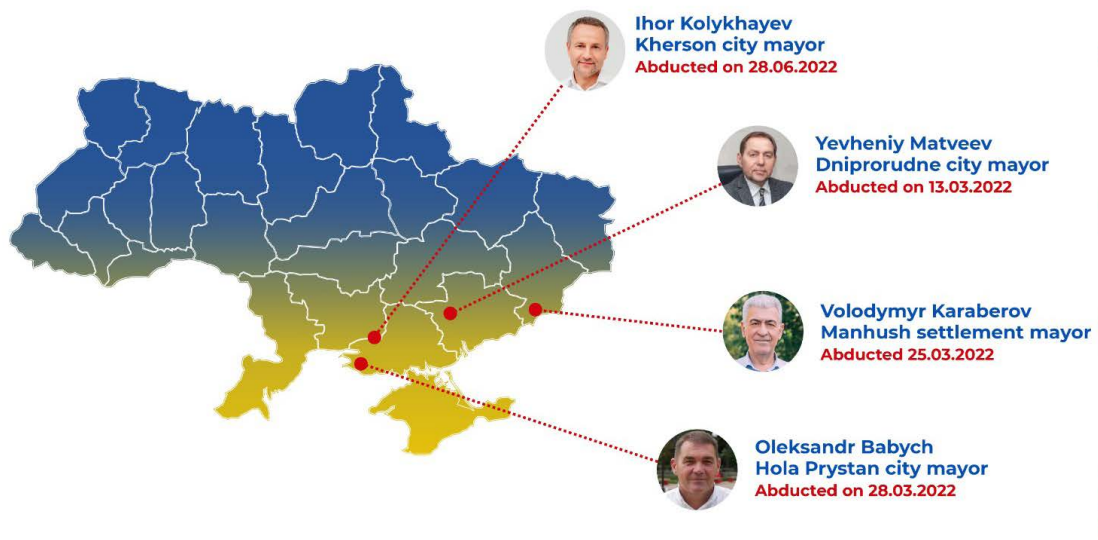 Ihor Kolykhayev
Kherson city mayor
Abducted on 28.06.2022
Yevheniy Matveev
Dniprorudne city mayor
Abducted on 13.03.2022
Volodymyr Karaberov
Manhush settlement mayor
Abducted 25.03.2022
Oleksandr Babych
Hola Prystan city mayor
Abducted on 28.03.2022